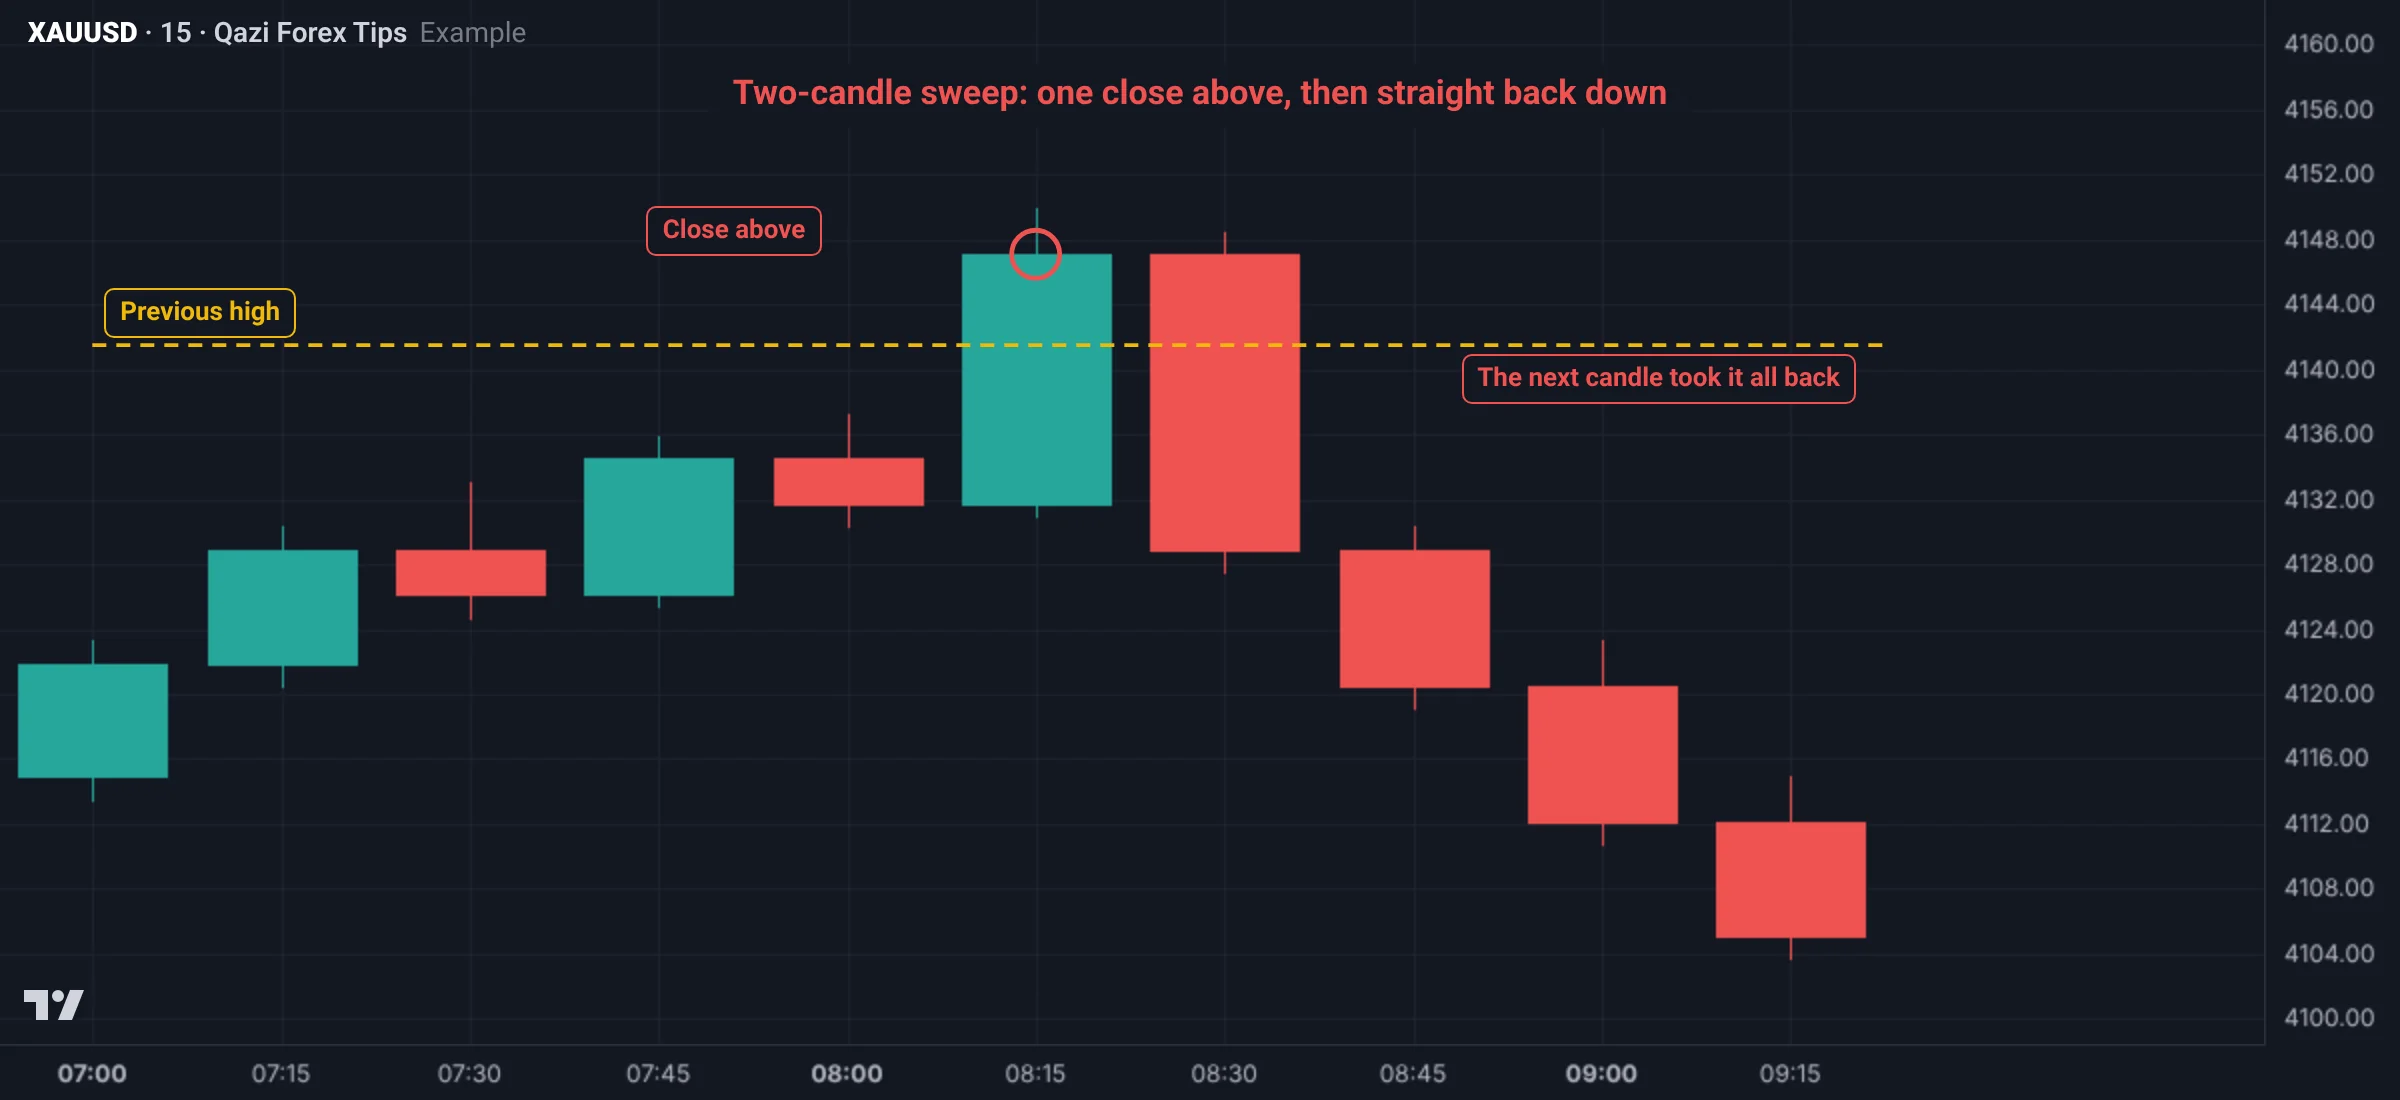 XAUUSD · 15 · Qazi Forex Tips Example
Two-candle sweep: one close above, then straight back down
Close above
Previous high
The next candle took it all back
4160.00
4156.00
4152.00
4148.00
4144.00
4140.00
4136.00
4132.00
4128.00
4124.00
4120.00
4116.00
4112.00
4108.00
4104.00
4100.00
07:00 07:15 07:30 07:45 08:00 08:15 08:30 08:45 09:00 09:15